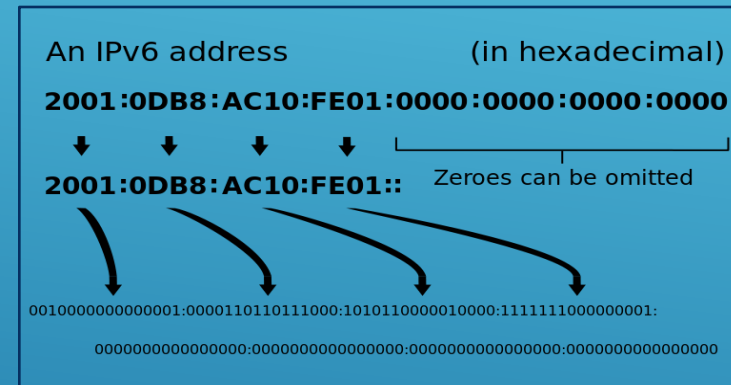 An IPv6 address (in hexadecimal)
2001:0DB8:AC10:FE01:0000:0000:0000:0000
2001:0DB8:AC10:FE01:: Zeroes can be omitted
0010000000000001:0000110110111000:1010110000010000:1111111000000001:
0000000000000000:0000000000000000:0000000000000000:0000000000000000